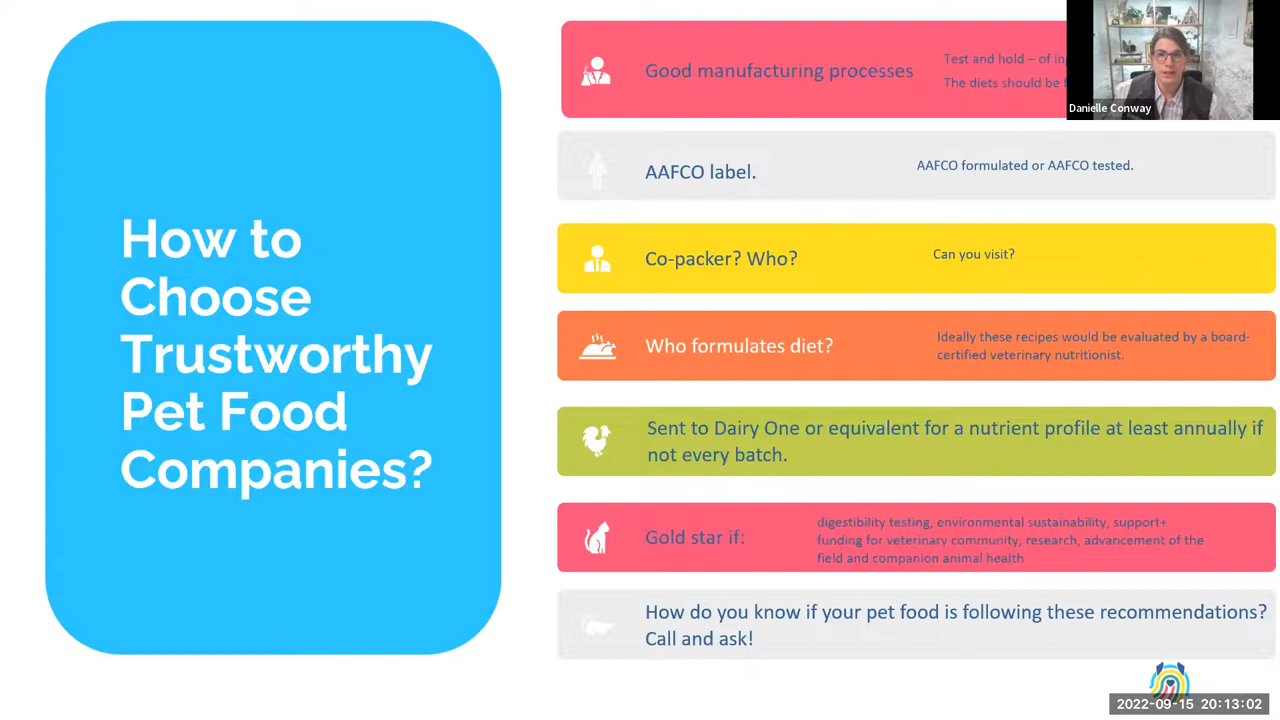 How to
Choose
Trustworthy
Pet Food
Companies?
Good manufacturing processes
Test and hold – of
The diets should be
Danielle Conway
AAFCO label.
AAFCO formulated or AAFCO tested.
Co-packer? Who?
Can you visit?
Who formulates diet?
Ideally these recipes would be evaluated by a board-
certified veterinary nutritionist.
Sent to Dairy One or equivalent for a nutrient profile at least annually if
not every batch.
Gold star if:
digestibility testing, environmental sustainability, support+
funding for veterinary community, research, advancement of the
field and companion animal health
How do you know if your pet food is following these recommendations?
Call and ask!
2022-09-15 20:13:02